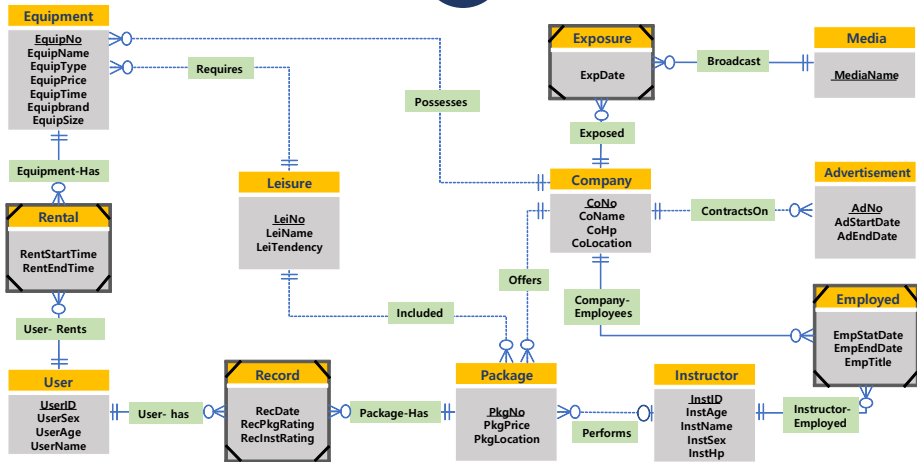 Equipment
EquipNo
EquipName
EquipType
EquipPrice
EquipTime
Equipbrand
EquipSize
Requires
Possesses
Exposure
ExpDate
Broadcast
Media
MediaName
Exposed
Equipment-Has
Leisure
LeiNo
LeiName
LeiTendency
Company
CoNo
CoName
CoHp
CoLocation
ContractsOn
Advertisement
AdNo
AdStartDate
AdEndDate
Rental
RentStartTime
RentEndTime
Offers
Company-
Employees
Included
Employed
EmpStatDate
EmpEndDate
EmpTitle
User- Rents
User
UserID
UserSex
UserAge
UserName
User- has
Record
RecDate
RecPkgRating
RecInstRating
Package-Has
Package
PkgNo
PkgPrice
PkgLocation
Performs
Instructor
InstID
InstAge
InstName
InstSex
InstHp
Instructor-
Employed